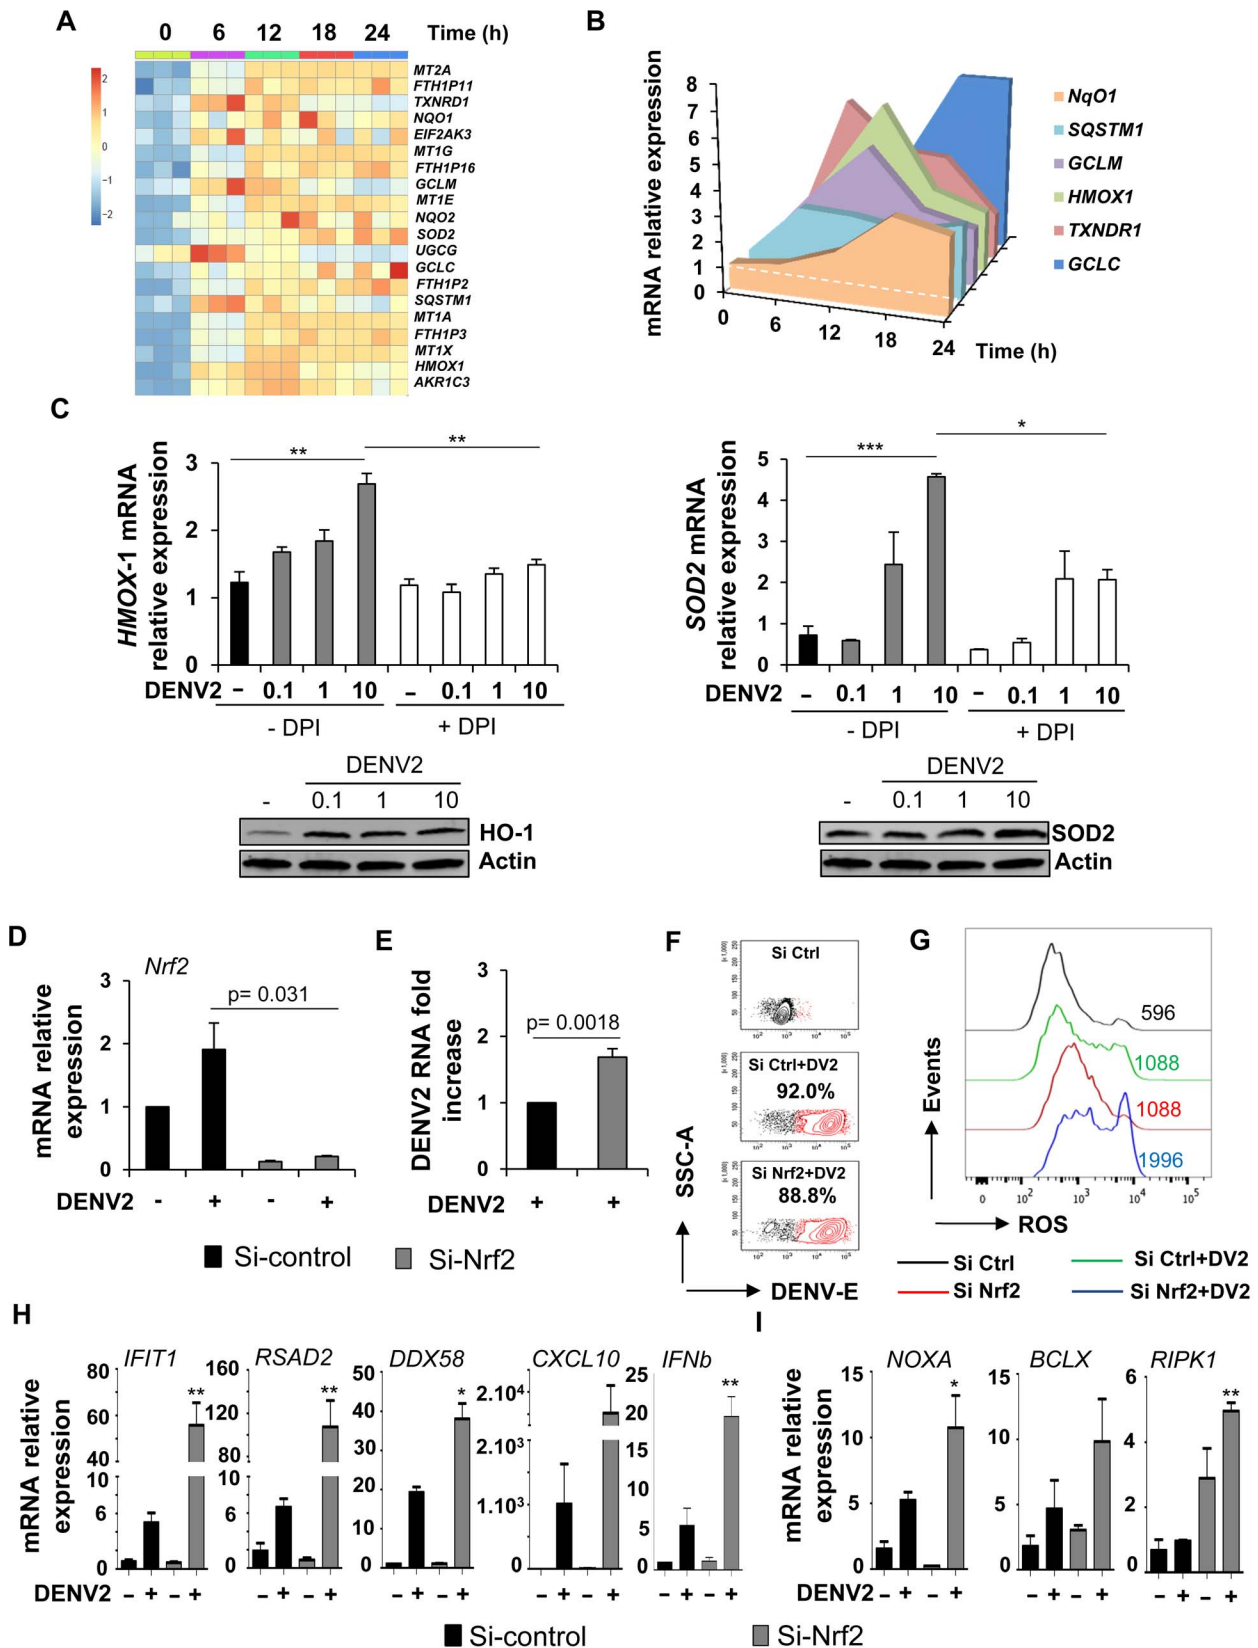 A
0 6 12 18 24 Time (h)
2
1
0
−1
−2
MT2A
FTH1P11
TXNRD1
NQO1
EIF2AK3
MT1G
FTH1P16
GCLM
MT1E
NQO2
SOD2
UGCG
GCLC
FTH1P2
SQSTM1
MT1A
FTH1P3
MT1X
HMOX1
AKR1C3
B
mRNA relative expression
8
7
6
5
4
3
2
1
0
0 6 12 18 24 Time (h)
NqO1
SQSTM1
GCLM
HMOX1
TXNDR1
GCLC
C
HMOX-1 mRNA
relative expression
3
2
1
0
** **
DENV2 – 0.1 1 10 – 0.1 1 10
- DPI + DPI
DENV2
- 0.1 1 10
HO-1
Actin
SOD2 mRNA
relative expression
5
4
3
2
1
0
*** *
DENV2 – 0.1 1 10 – 0.1 1 10
- DPI + DPI
DENV2
- 0.1 1 10
SOD2
Actin
D
mRNA relative
expression
Nrf2
3
2
1
0
p= 0.031
DENV2 - + - +
E
DENV2 RNA fold
increase
3
2
1
0
p= 0.0018
+ +
Si-control Si-Nrf2
F
Si Ctrl
Si Ctrl+DV2
92.0%
Si Nrf2+DV2
88.8%
SSC-A
DENV-E
G
Events
596
1088
1088
1996
0 10² 10³ 10⁴ 10⁵
ROS
Si Ctrl Si Ctrl+DV2
Si Nrf2 Si Nrf2+DV2
H
mRNA relative
expression
IFIT1
80
60
40
10
6
0
**
RSAD2
160
120
80
10
6
0
**
DDX58
50
40
30
20
10
0
*
CXCL10
2.10⁴
2.10³
1.10³
0
IFNb
25
20
15
10
5
0
**
DENV2 – + – + – + – + – + – + – + – + – + – +
I
mRNA relative
expression
NOXA
15
10
5
0
*
BCLX
15
10
5
0
RIPK1
6
4
2
0
**
DENV2 – + – + – + – + – + – +
Si-control Si-Nrf2